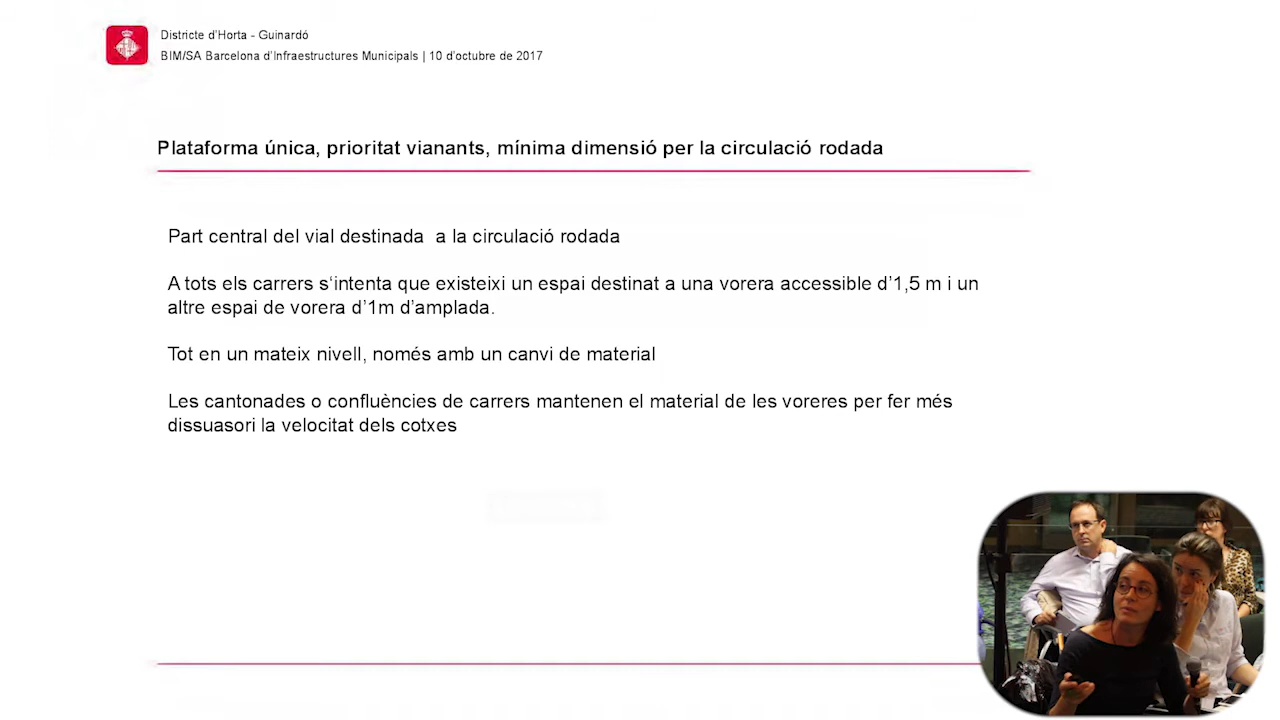 Districte d'Horta - Guinardó
BIM/SA Barcelona d'Infraestructures Municipals | 10 d'octubre de 2017
Plataforma única, prioritat vianants, mínima dimensió per la circulació rodada
Part central del vial destinada  a la circulació rodada
A tots els carrers s‘intenta que existeixi un espai destinat a una vorera accessible d’1,5 m i un
altre espai de vorera d’1m d’amplada.
Tot en un mateix nivell, només amb un canvi de material
Les cantonades o confluències de carrers mantenen el material de les voreres per fer més
dissuasori la velocitat dels cotxes